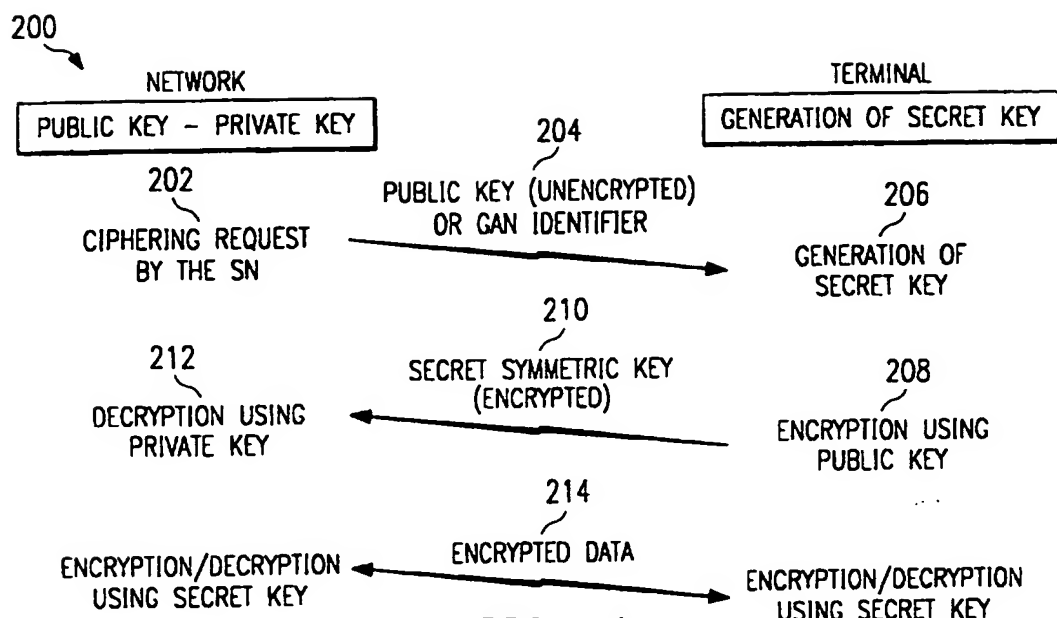 200
NETWORK
PUBLIC KEY - PRIVATE KEY
TERMINAL
GENERATION OF SECRET KEY
202
CIPHERING REQUEST
BY THE SN
204
PUBLIC KEY (UNENCRYPTED)
OR GAN IDENTIFIER
206
GENERATION OF
SECRET KEY
210
SECRET SYMMETRIC KEY
(ENCRYPTED)
212
DECRYPTION USING
PRIVATE KEY
208
ENCRYPTION USING
PUBLIC KEY
214
ENCRYPTED DATA
ENCRYPTION/DECRYPTION
USING SECRET KEY
ENCRYPTION/DECRYPTION
USING SECRET KEY